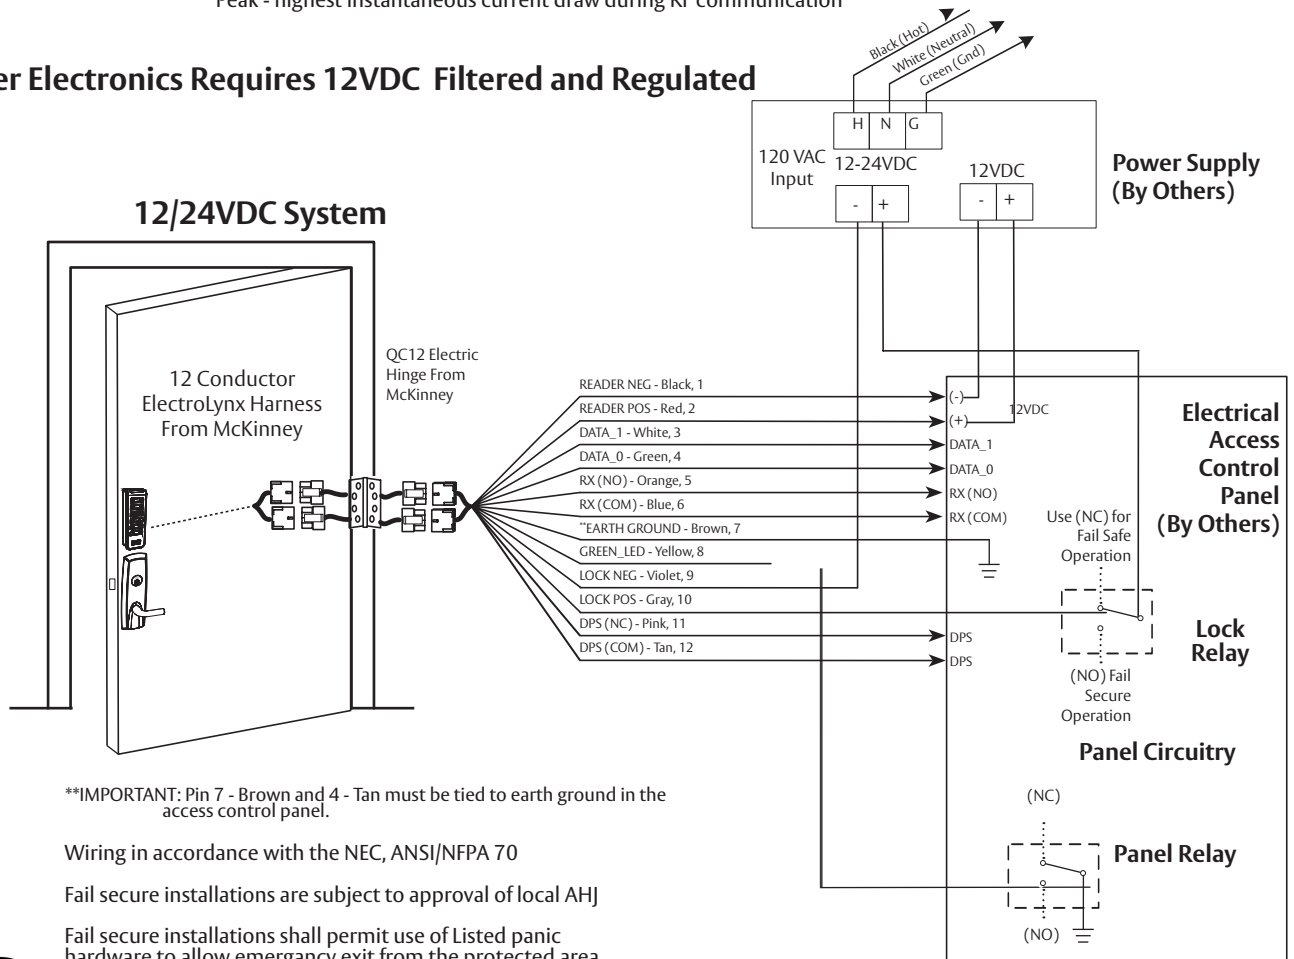 Peak - highest instantaneous current draw during RF communication
er Electronics Requires 12VDC Filtered and Regulated
Black (Hot)
White (Neutral)
Green (Gnd)
H N G
120 VAC
Input
12-24VDC
12VDC
- +
- +
Power Supply
(By Others)
12/24VDC System
12 Conductor
ElectroLynx Harness
From McKinney
QC12 Electric
Hinge From
McKinney
READER NEG - Black, 1
READER POS - Red, 2
DATA_1 - White, 3
DATA_0 - Green, 4
RX (NO) - Orange, 5
RX (COM) - Blue, 6
**EARTH GROUND - Brown, 7
GREEN_LED - Yellow, 8
LOCK NEG - Violet, 9
LOCK POS - Gray, 10
DPS (NC) - Pink, 11
DPS (COM) - Tan, 12
(-)
12VDC
(+)
DATA_1
DATA_0
RX (NO)
RX (COM)
DPS
DPS
Electrical
Access
Control
Panel
(By Others)
Use (NC) for
Fail Safe
Operation
Lock
Relay
(NO) Fail
Secure
Operation
Panel Circuitry
(NC)
Panel Relay
(NO)
**IMPORTANT: Pin 7 - Brown and 4 - Tan must be tied to earth ground in the
access control panel.
Wiring in accordance with the NEC, ANSI/NFPA 70
Fail secure installations are subject to approval of local AHJ
Fail secure installations shall permit use of Listed panic
hardware to allow emergancy exit from the protected area